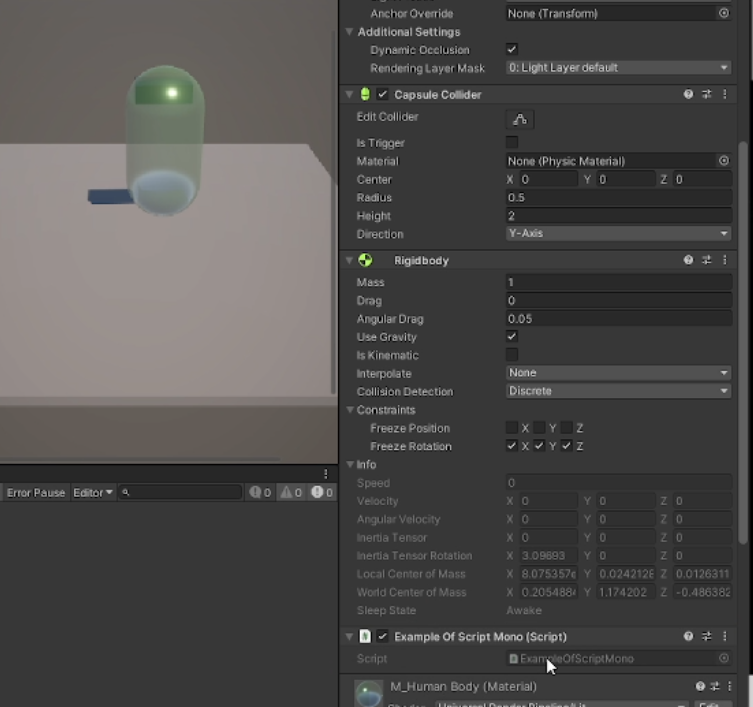 Anchor Override None (Transform)
Additional Settings
Dynamic Occlusion
Rendering Layer Mask 0: Light Layer default
Capsule Collider
Edit Collider
Is Trigger
Material None (Physic Material)
Center X 0 Y 0 Z 0
Radius 0.5
Height 2
Direction Y-Axis
Rigidbody
Mass 1
Drag 0
Angular Drag 0.05
Use Gravity
Is Kinematic
Interpolate None
Collision Detection Discrete
Constraints
Freeze Position X Y Z
Freeze Rotation X Y Z
Info
Speed 0
Velocity X 0 Y 0 Z 0
Angular Velocity X 0 Y 0 Z 0
Inertia Tensor X 0 Y 0 Z 0
Inertia Tensor Rotation X 3.09693 Y 0 Z 0
Local Center of Mass X 8.075357e Y 0.0242128 Z 0.0126311
World Center of Mass X 0.205488 Y 1.174202 Z -0.486382
Sleep State Awake
Error Pause Editor 0 0 0
Example Of Script Mono (Script)
Script ExampleOfScriptMono
M_Human Body (Material)